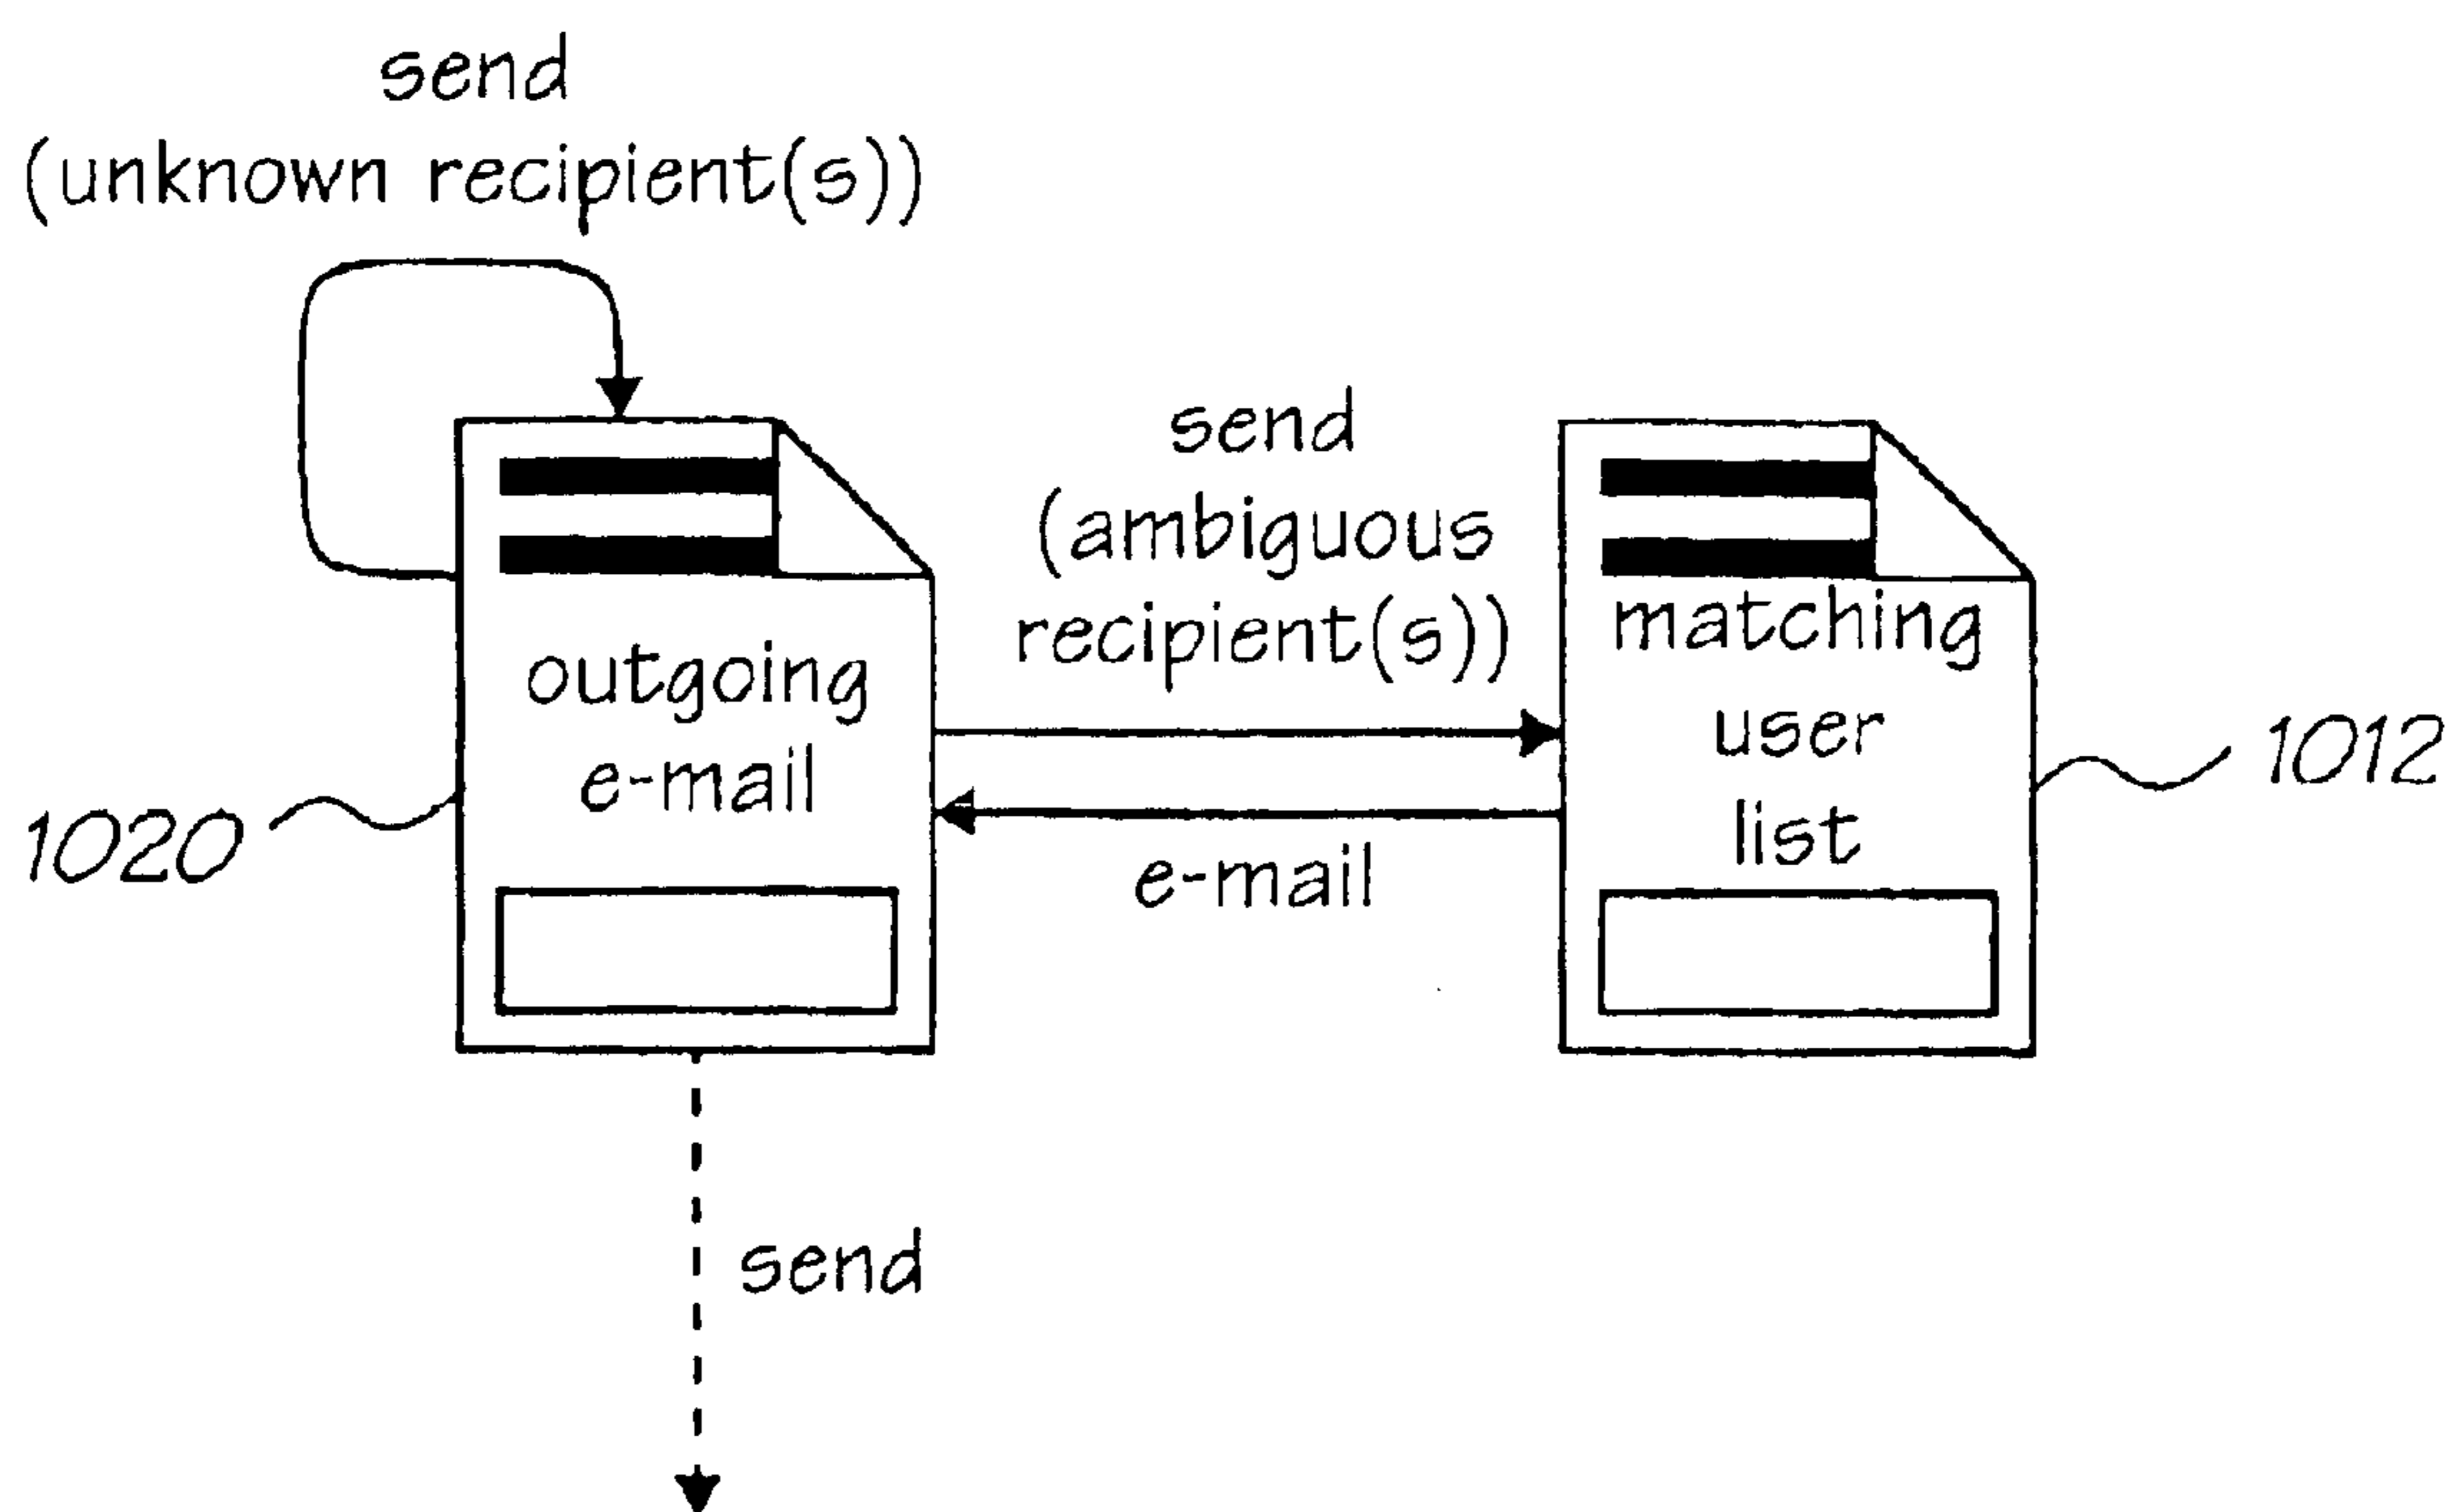 send
(unknown recipient(s))
send
(ambiguous
recipient(s))
outgoing
e-mail
1020
e-mail
matching
user
list
1012
send